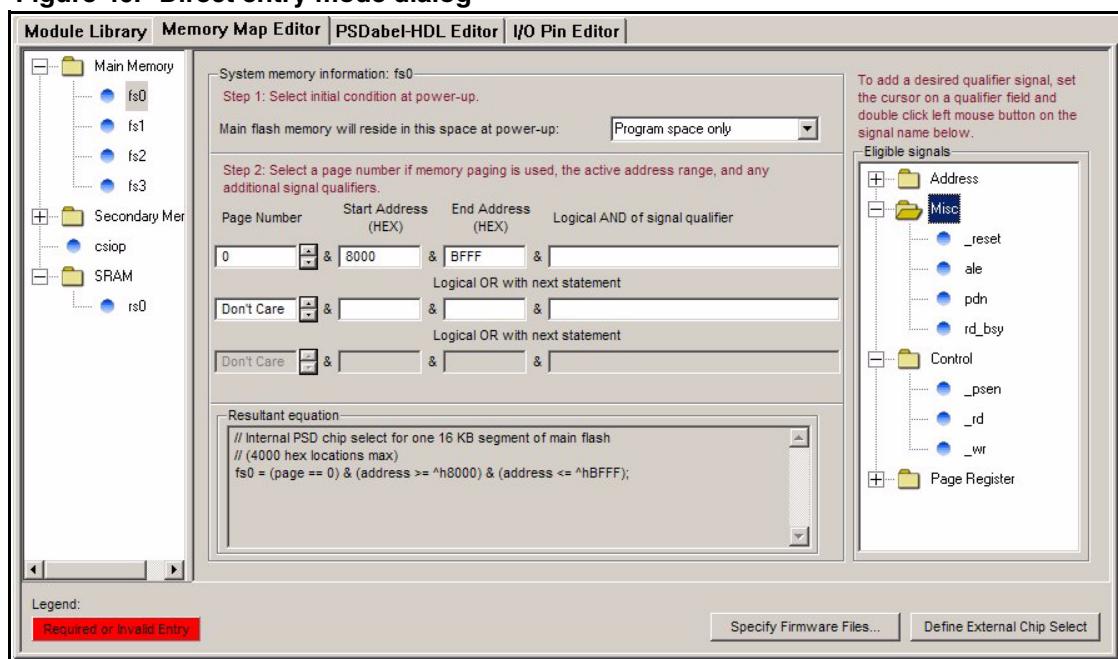 Figure 46. Direct entry mode dialog
Module Library Memory Map Editor PSDabel-HDL Editor I/O Pin Editor
Main Memory
fs0
fs1
fs2
fs3
Secondary Mer
csiop
SRAM
rs0
System memory information: fs0
Step 1: Select initial condition at power-up.
Main flash memory will reside in this space at power-up: Program space only
Step 2: Select a page number if memory paging is used, the active address range, and any
additional signal qualifiers.
Page Number Start Address (HEX) End Address (HEX) Logical AND of signal qualifier
0 & 8000 & BFFF &
Logical OR with next statement
Don't Care & & &
Logical OR with next statement
Don't Care & & &
Resultant equation
// Internal PSD chip select for one 16 KB segment of main flash
// (4000 hex locations max)
fs0 = (page == 0) & (address >= ^h8000) & (address <= ^hBFFF);
To add a desired qualifier signal, set
the cursor on a qualifier field and
double click left mouse button on the
signal name below.
Eligible signals
Address
Misc
_reset
ale
pdn
rd_bsy
Control
_psen
_rd
_wr
Page Register
Legend:
Required or Invalid Entry
Specify Firmware Files... Define External Chip Select